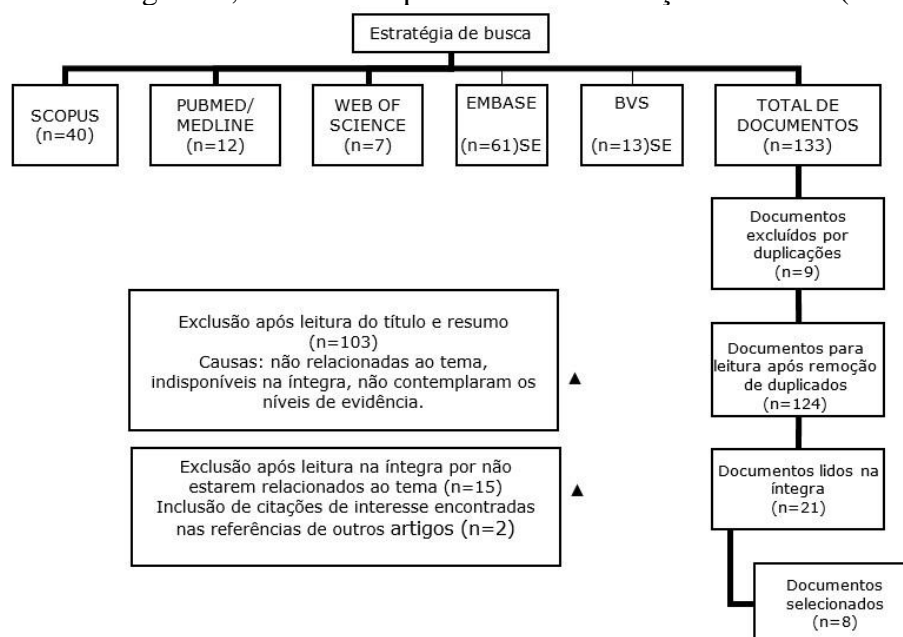 Estratégia de busca
SCOPUS
(n=40)
PUBMED/
MEDLINE
(n=12)
WEB OF
SCIENCE
(n=7)
EMBASE
(n=61)SE
BVS
(n=13)SE
TOTAL DE
DOCUMENTOS
(n=133)
Documentos
excluídos por
duplicações
(n=9)
Exclusão após leitura do título e resumo
(n=103)
Causas: não relacionadas ao tema,
indisponíveis na íntegra, não contemplaram os
níveis de evidência.
Documentos para
leitura após remoção
de duplicados
(n=124)
Exclusão após leitura na íntegra por não
estarem relacionados ao tema (n=15)
Inclusão de citações de interesse encontradas
nas referências de outros artigos (n=2)
Documentos lidos na
íntegra
(n=21)
Documentos
selecionados
(n=8)